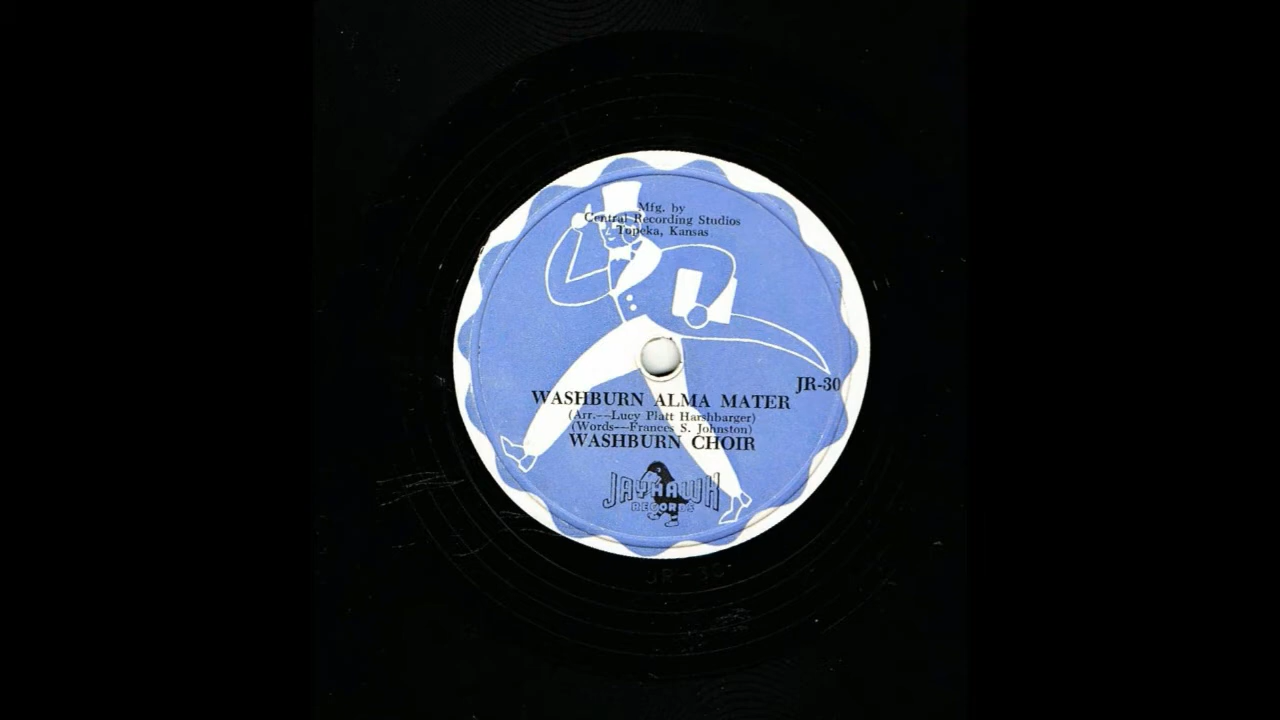 Mfg. by
Central Recording Studios
Topeka, Kansas
JR-30
WASHBURN ALMA MATER
(Arr.--Lucy Platt Harshbarger)
(Words---Frances S. Johnston)
WASHBURN CHOIR
JAYHAWK
RECORDS
JR-30